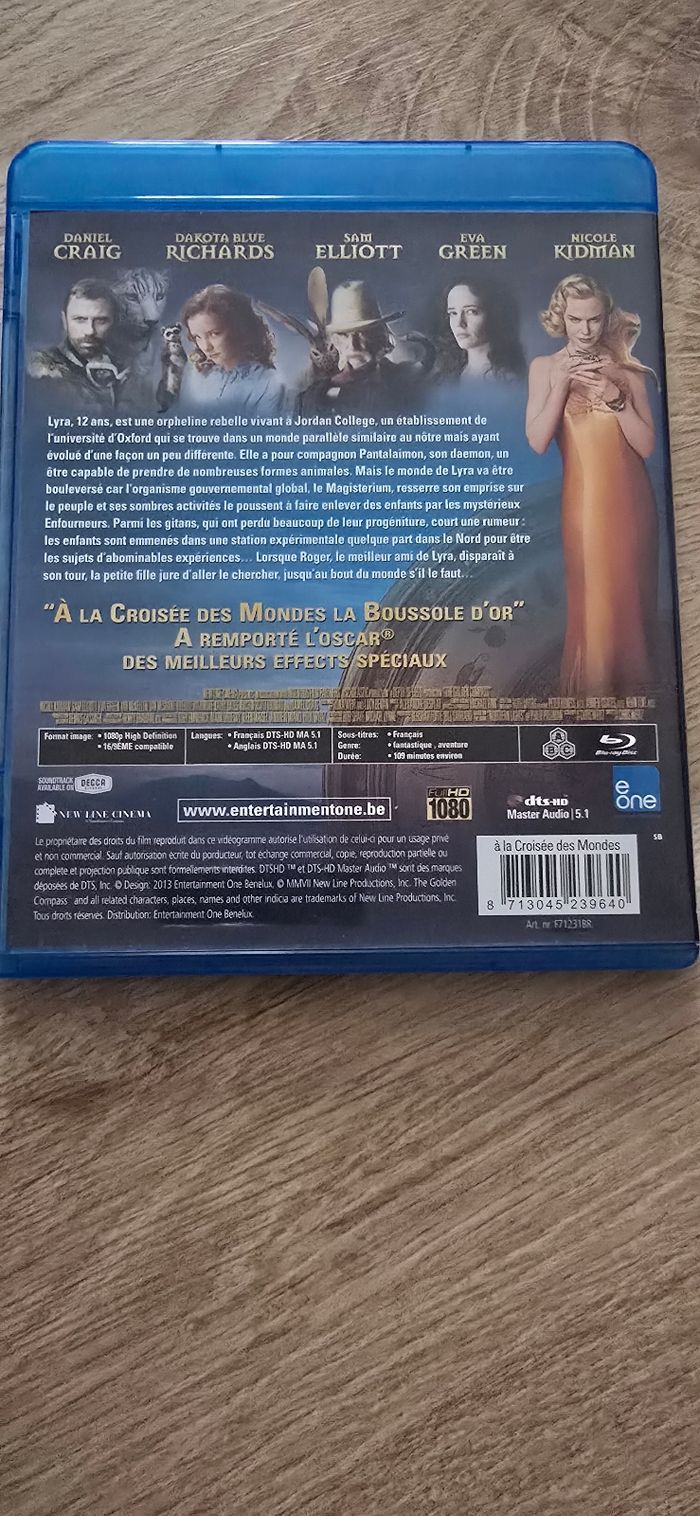 DANIEL CRAIG
DAKOTA BLUE RICHARDS
SAM ELLIOTT
EVA GREEN
NICOLE KIDMAN
Lyra, 12 ans, est une orpheline rebelle vivant à Jordan College, un établissement de
l'université d'Oxford qui se trouve dans un monde parallèle similaire au nôtre mais ayant
évolué d'une façon un peu différente. Elle a pour compagnon Pantalaimon, son daemon, un
être capable de prendre de nombreuses formes animales. Mais le monde de Lyra va être
bouleversé car l'organisme gouvernemental global, le Magisterium, resserre son emprise sur
le peuple et ses sombres activités le poussent à faire enlever des enfants par les mystérieux
Enfourneurs. Parmi les gitans, qui ont perdu beaucoup de leur progéniture, court une rumeur :
les enfants sont emmenés dans une station expérimentale quelque part dans le Nord pour être
les sujets d'abominables expériences... Lorsque Roger, le meilleur ami de Lyra, disparaît à
son tour, la petite fille jure d'aller le chercher, jusqu'au bout du monde s'il le faut...
"À LA CROISÉE DES MONDES LA BOUSSOLE D'OR"
A REMPORTÉ L'OSCAR®
DES MEILLEURS EFFECTS SPÉCIAUX
Format image: • 1080p High Definition
• 16/9ÈME compatible
Langues: • Français DTS-HD MA 5.1
• Anglais DTS-HD MA 5.1
Sous-titres: • Français
Genre: • fantastique, aventure
Durée: • 109 minutes environ
A B C
Blu-ray Disc
SOUNDTRACK
AVAILABLE ON
DECCA
NEW LINE CINEMA
www.entertainmentone.be
FULL HD
1080
dts-HD
Master Audio | 5.1
e one
Le propriétaire des droits du film reproduit dans ce vidéogramme autorise l'utilisation de celui-ci pour un usage privé
et non commercial. Sauf autorisation écrite du porducteur, tot échange commercial, copie, reproduction partielle ou
complete et projection publique sont formellements interdites. DTSHD ™ et DTS-HD Master Audio ™ sont des marques
déposées de DTS, Inc. © Design: 2013 Entertainment One Benelux. © MMVII New Line Productions, Inc. The Golden
Compass and all related characters, places, names and other indicia are trademarks of New Line Productions, Inc.
Tous droits réservés. Distribution: Entertainment One Benelux.
SB
à la Croisée des Mondes
8 713045 239640
Art. nr. E71231BR